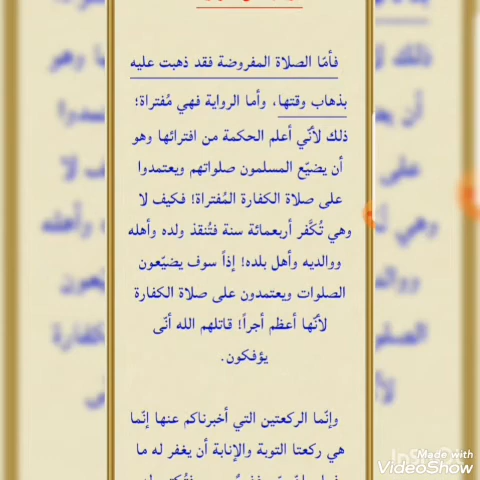 فأمّا الصلاة المفروضة فقد ذهبت عليه
بذهاب وقتها، وأما الرواية فهي مُفتراة؛
ذلك لأنّي أعلم الحكمة من افترائها وهو
أن يضيّع المسلمون صلواتهم ويعتمدوا
على صلاة الكفارة المُفتراة! فكيف لا
وهي تُكَّفر أربعمائة سنة فتُنقذ ولده وأهله
ووالديه وأهل بلده! إذاً سوف يضيّعون
الصلوات ويعتمدون على صلاة الكفارة
لأنّها أعظم أجراً! قاتلهم الله أنّى
يؤفكون.
وإنّما الركعتين التي أخبرناكم عنها إنّما
هي ركعتا التوبة والإنابة أن يغفر له ما
Made with
VideoShow